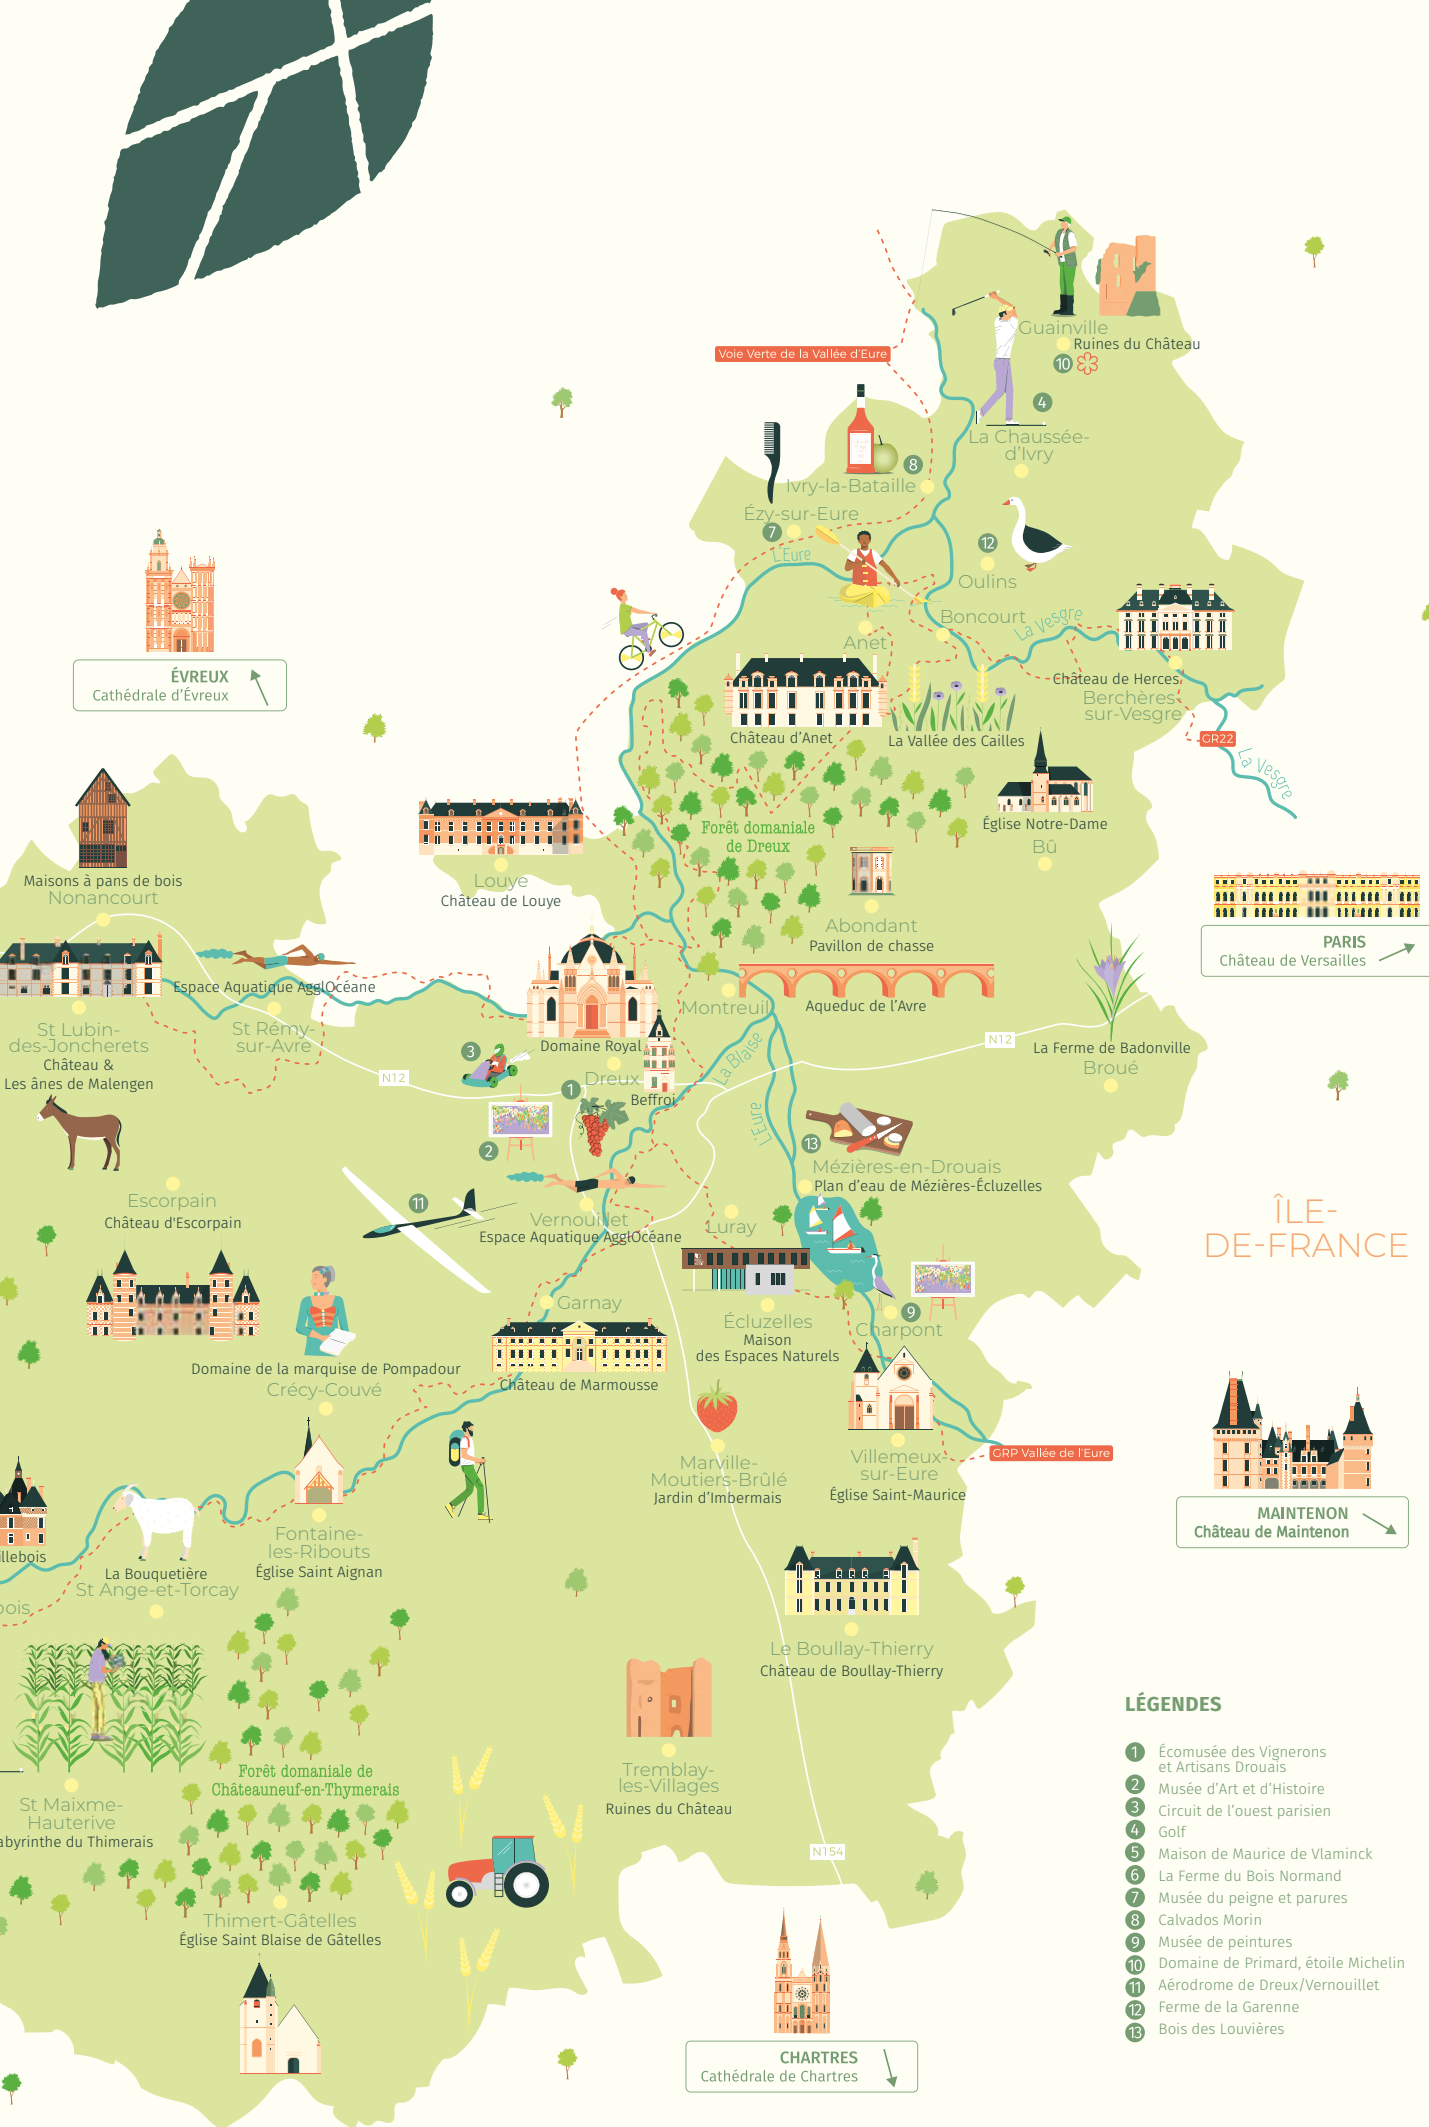 Guainville
Ruines du Château
10
Voie Verte de la Vallée d'Eure
4
La Chaussée-
d'Ivry
8
Ivry-la-Bataille
Ézy-sur-Eure
7
L'Eure
12
Oulins
Boncourt
La Vesgre
Anet
Château de Herces
Berchères-
sur-Vesgre
ÉVREUX
Cathédrale d'Évreux
Château d'Anet
La Vallée des Cailles
GR22
La Vesgre
Église Notre-Dame
Bû
Forêt domaniale
de Dreux
Maisons à pans de bois
Nonancourt
Louye
Château de Louye
Abondant
Pavillon de chasse
PARIS
Château de Versailles
Espace Aquatique AgglOcéane
St Lubin-
des-Joncherets
Château &
Les ânes de Malengen
St Rémy-
sur-Avre
Montreuil
Aqueduc de l'Avre
N12
La Ferme de Badonville
Broué
3
Domaine Royal
Dreux
Beffroi
N12
1
2
La Blaise
L'Eure
13
Mézières-en-Drouais
Plan d'eau de Mézières-Écluzelles
Escorpain
Château d'Escorpain
11
Vernouillet
Espace Aquatique AgglOcéane
Luray
ÎLE-
DE-FRANCE
Garnay
Écluzelles
Maison
des Espaces Naturels
9
Charpont
Domaine de la marquise de Pompadour
Crécy-Couvé
Château de Marmousse
GRP Vallée de l'Eure
Marville-
Moutiers-Brûlé
Jardin d'Imbermais
Villemeux-
sur-Eure
Église Saint-Maurice
MAINTENON
Château de Maintenon
illebois
La Bouquetière
St Ange-et-Torcay
Fontaine-
les-Ribouts
Église Saint Aignan
bois
Le Boullay-Thierry
Château de Boullay-Thierry
Forêt domaniale de
Châteauneuf-en-Thymerais
Tremblay-
les-Villages
Ruines du Château
St Maixme-
Hauterive
abyrinthe du Thimerais
N154
Thimert-Gâtelles
Église Saint Blaise de Gâtelles
CHARTRES
Cathédrale de Chartres
LÉGENDES
1 Écomusée des Vignerons
et Artisans Drouais
2 Musée d'Art et d'Histoire
3 Circuit de l'ouest parisien
4 Golf
5 Maison de Maurice de Vlaminck
6 La Ferme du Bois Normand
7 Musée du peigne et parures
8 Calvados Morin
9 Musée de peintures
10 Domaine de Primard, étoile Michelin
11 Aérodrome de Dreux/Vernouillet
12 Ferme de la Garenne
13 Bois des Louvières